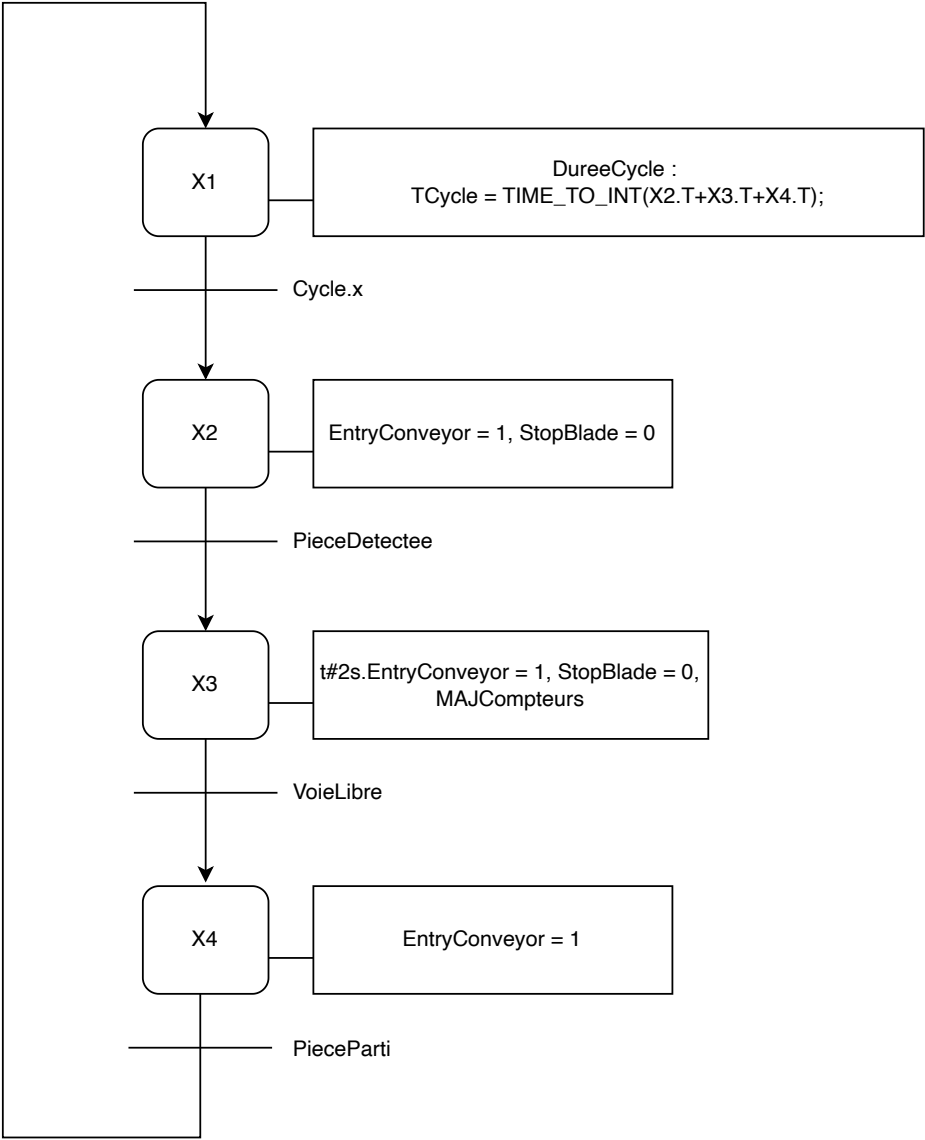 X1
DureeCycle :
TCycle = TIME_TO_INT(X2.T+X3.T+X4.T);
Cycle.x
X2
EntryConveyor = 1, StopBlade = 0
PieceDetectee
X3
t#2s.EntryConveyor = 1, StopBlade = 0,
MAJCompteurs
VoieLibre
X4
EntryConveyor = 1
PieceParti